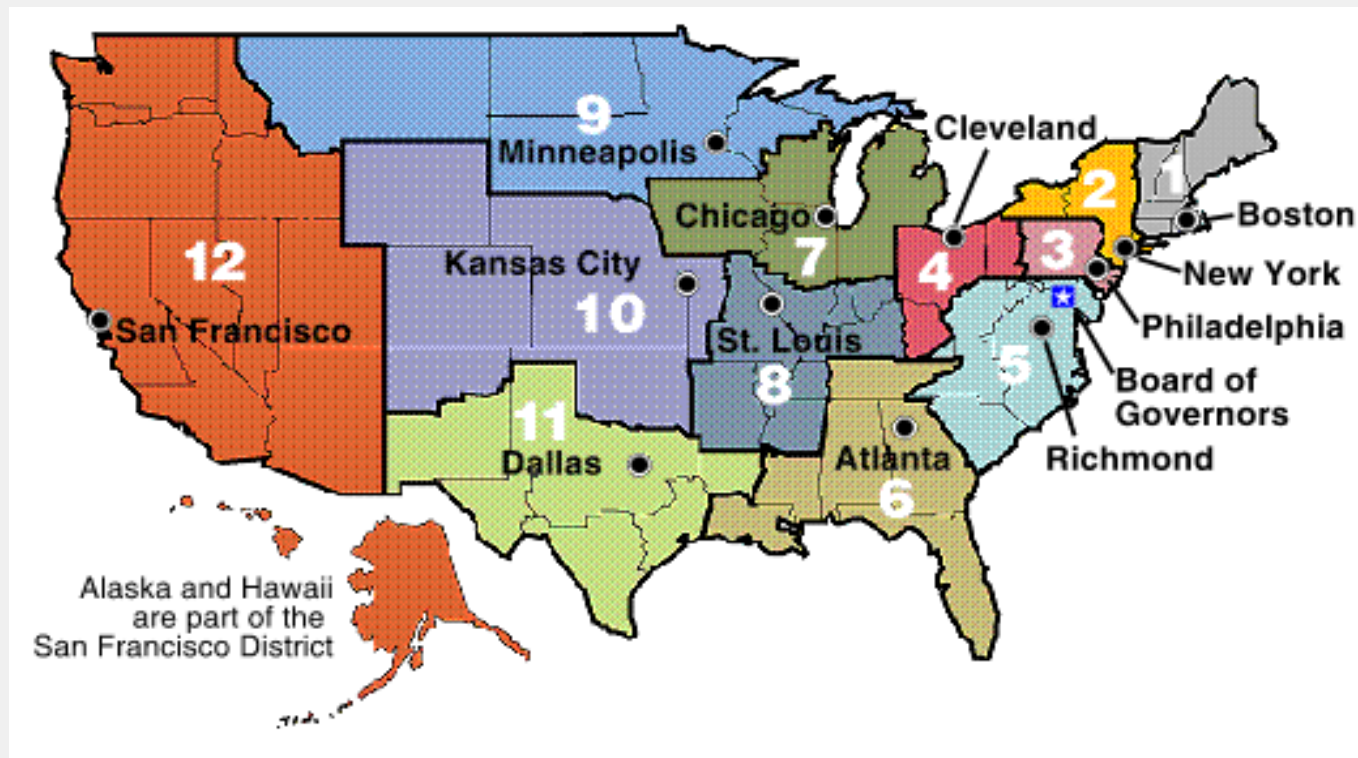 Cleveland
9
Minneapolis
2
1
Chicago
Boston
7
3
12
Kansas City
4
New York
10
San Francisco
St. Louis
Philadelphia
8
5
Board of
Governors
11
Dallas
Atlanta
Richmond
6
Alaska and Hawaii
are part of the
San Francisco District